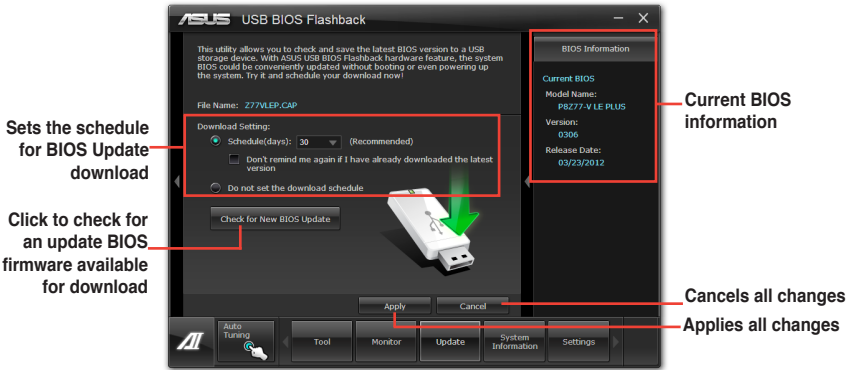 ASUS USB BIOS Flashback
This utility allows you to check and save the latest BIOS version to a USB
storage device. With ASUS USB BIOS Flashback hardware feature, the system
BIOS could be conveniently updated without booting or even powering up
the system. Try it and schedule your download now!
File Name: Z77VLEP.CAP
Download Setting:
Schedule(days): 30 (Recommended)
Don't remind me again if I have already downloaded the latest
version
Do not set the download schedule
Check for New BIOS Update
Apply
Cancel
BIOS Information
Current BIOS
Model Name:
P8Z77-V LE PLUS
Version:
0306
Release Date:
03/23/2012
Auto
Tuning
Tool
Monitor
Update
System
Information
Settings
Sets the schedule
for BIOS Update
download
Click to check for
an update BIOS
firmware available
for download
Current BIOS
information
Cancels all changes
Applies all changes